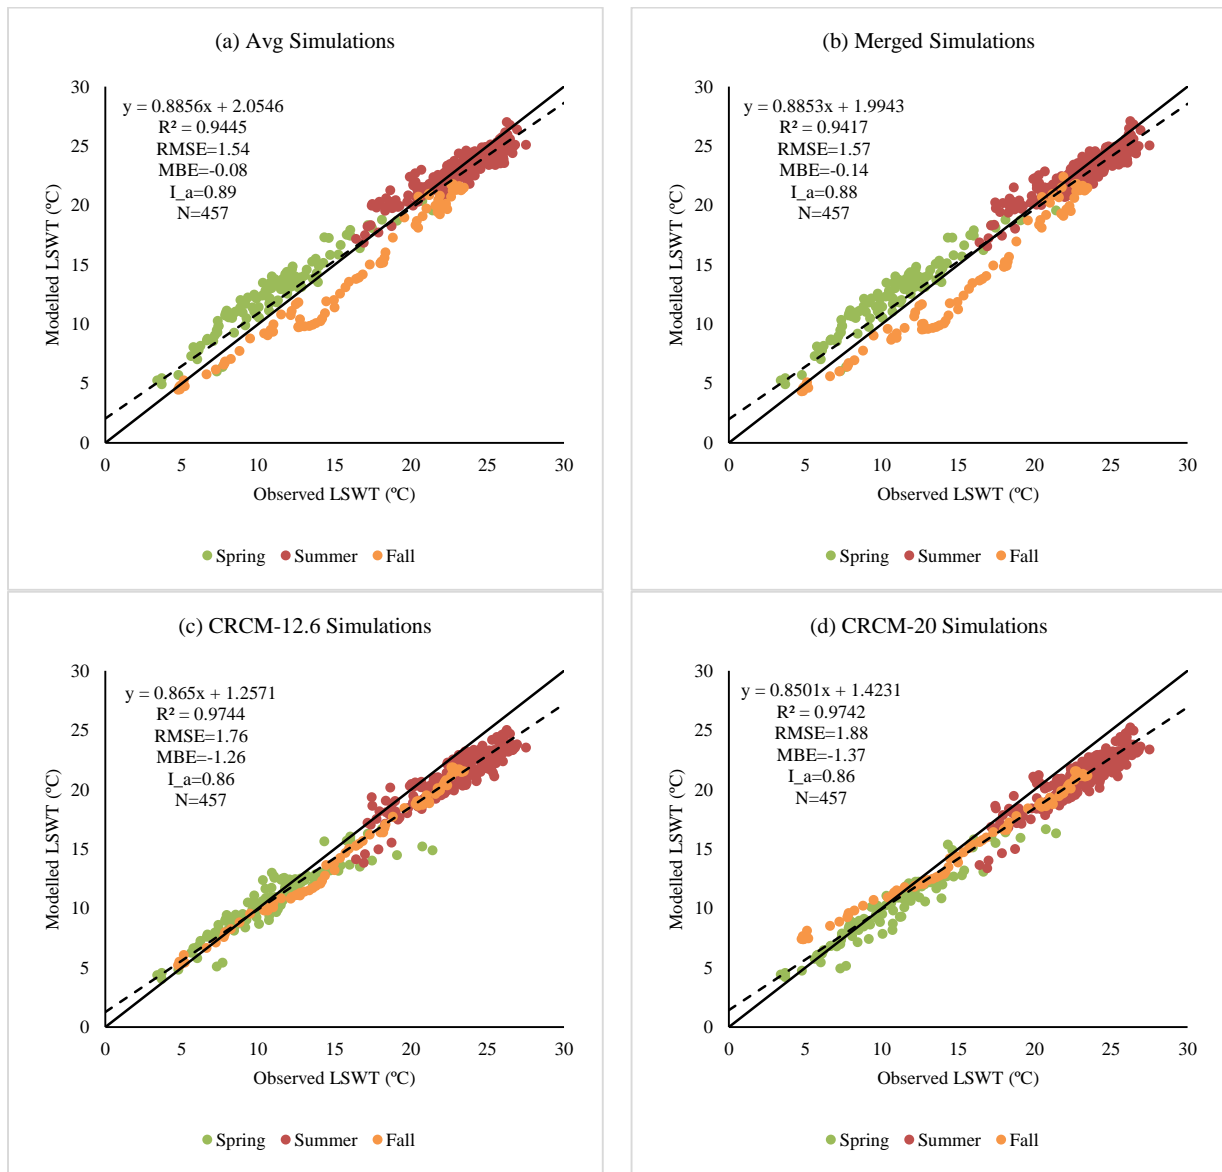 (a) Avg Simulations
y = 0.8856x + 2.0546
R² = 0.9445
RMSE=1.54
MBE=-0.08
I_a=0.89
N=457
30
25
20
15
10
5
0
Modelled LSWT (ºC)
0 5 10 15 20 25 30
Observed LSWT (ºC)
Spring Summer Fall
(b) Merged Simulations
y = 0.8853x + 1.9943
R² = 0.9417
RMSE=1.57
MBE=-0.14
I_a=0.88
N=457
30
25
20
15
10
5
0
Modelled LSWT (ºC)
0 5 10 15 20 25 30
Observed LSWT (ºC)
Spring Summer Fall
(c) CRCM-12.6 Simulations
y = 0.865x + 1.2571
R² = 0.9744
RMSE=1.76
MBE=-1.26
I_a=0.86
N=457
30
25
20
15
10
5
0
Modelled LSWT (ºC)
0 5 10 15 20 25 30
Observed LSWT (ºC)
Spring Summer Fall
(d) CRCM-20 Simulations
y = 0.8501x + 1.4231
R² = 0.9742
RMSE=1.88
MBE=-1.37
I_a=0.86
N=457
30
25
20
15
10
5
0
Modelled LSWT (ºC)
0 5 10 15 20 25 30
Observed LSWT (ºC)
Spring Summer Fall